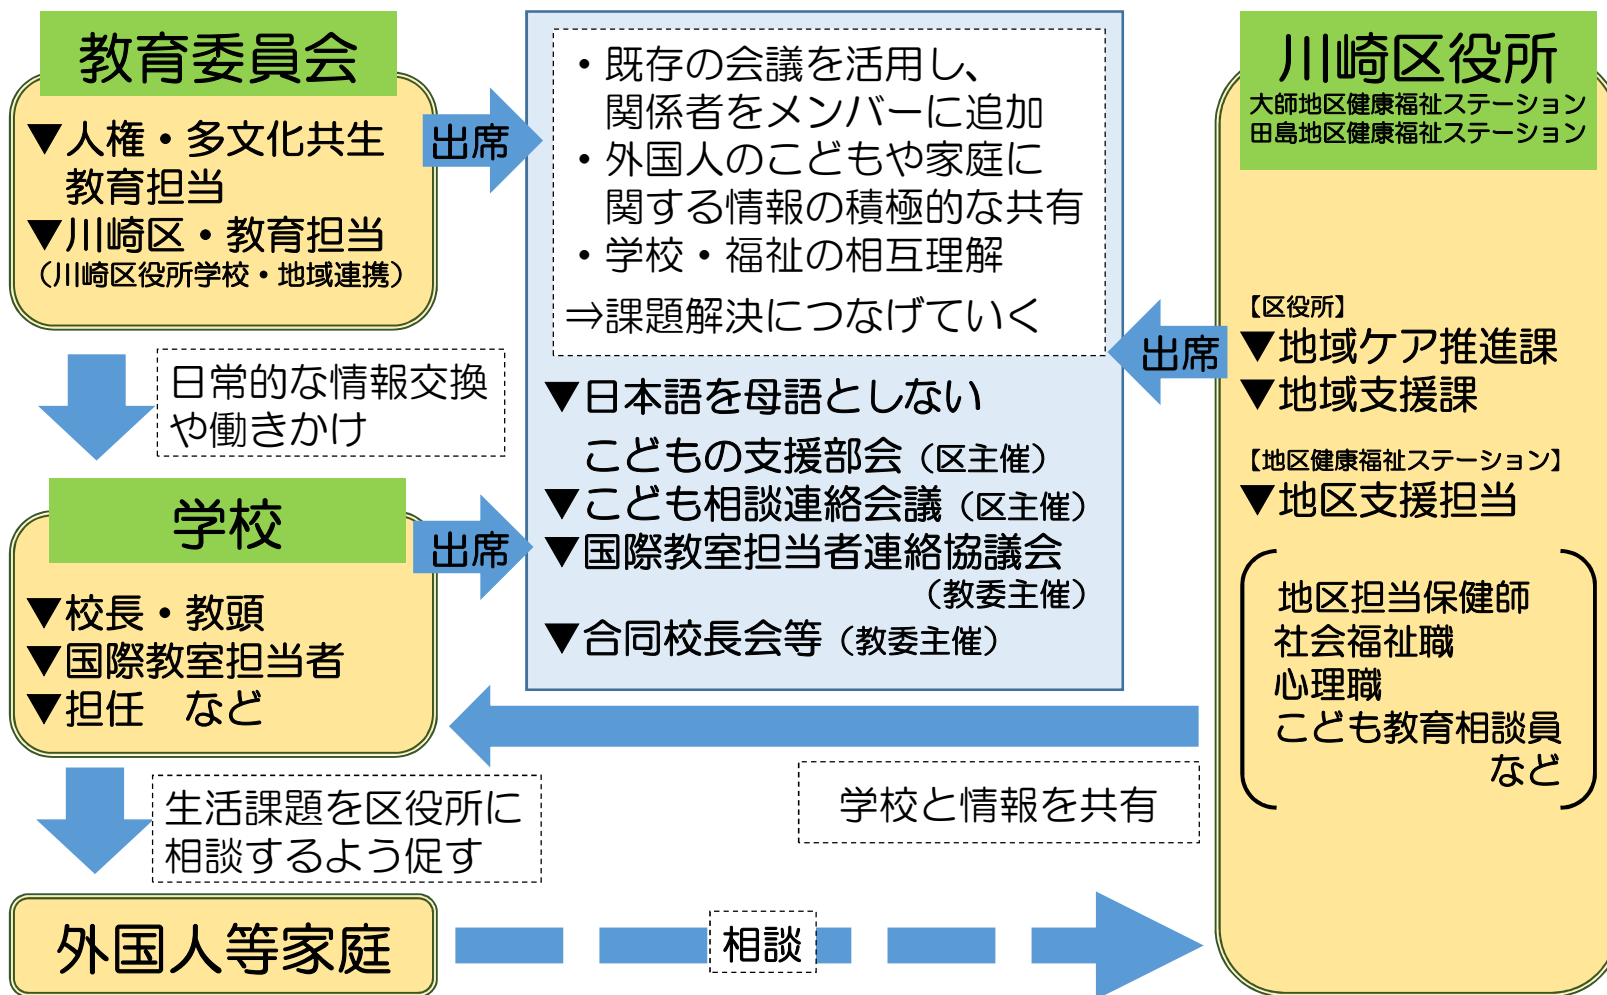 教育委員会
▼人権・多文化共生
教育担当
▼川崎区・教育担当
（川崎区役所学校・地域連携）
出席
日常的な情報交換
や働きかけ
学校
▼校長・教頭
▼国際教室担当者
▼担任　など
出席
生活課題を区役所に
相談するよう促す
外国人等家庭
相談
・既存の会議を活用し、
関係者をメンバーに追加
・外国人のこどもや家庭に
関する情報の積極的な共有
・学校・福祉の相互理解
⇒課題解決につなげていく
▼日本語を母語としない
こどもの支援部会（区主催）
▼こども相談連絡会議（区主催）
▼国際教室担当者連絡協議会
（教委主催）
▼合同校長会等（教委主催）
学校と情報を共有
出席
川崎区役所
大師地区健康福祉ステーション
田島地区健康福祉ステーション
【区役所】
▼地域ケア推進課
▼地域支援課
【地区健康福祉ステーション】
▼地区支援担当
地区担当保健師
社会福祉職
心理職
こども教育相談員
など